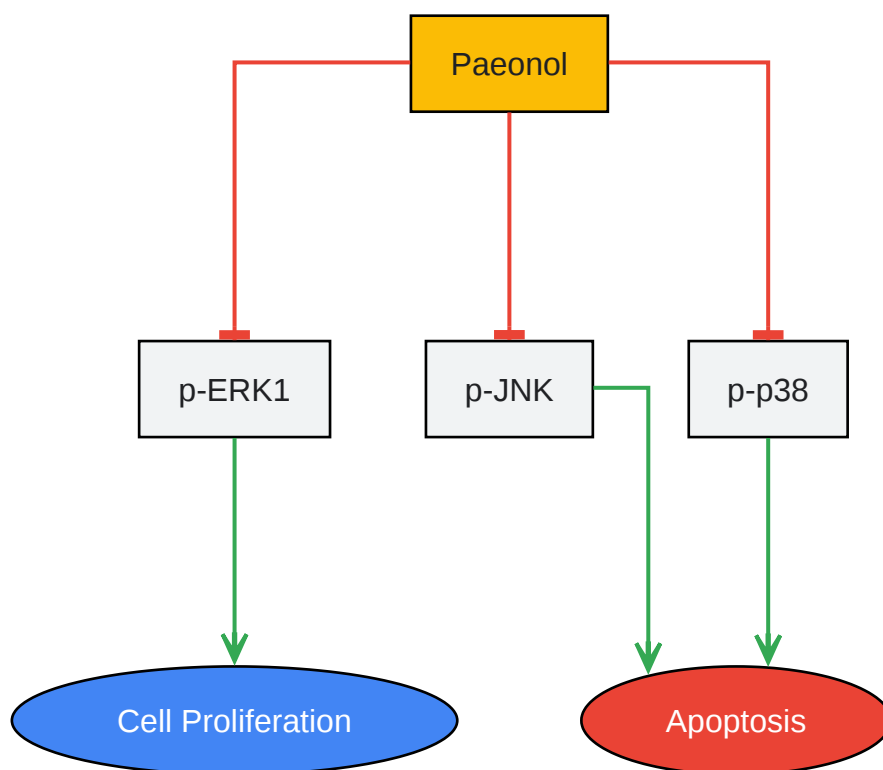 Paeonol
p-ERK1
p-JNK
p-p38
Cell Proliferation
Apoptosis